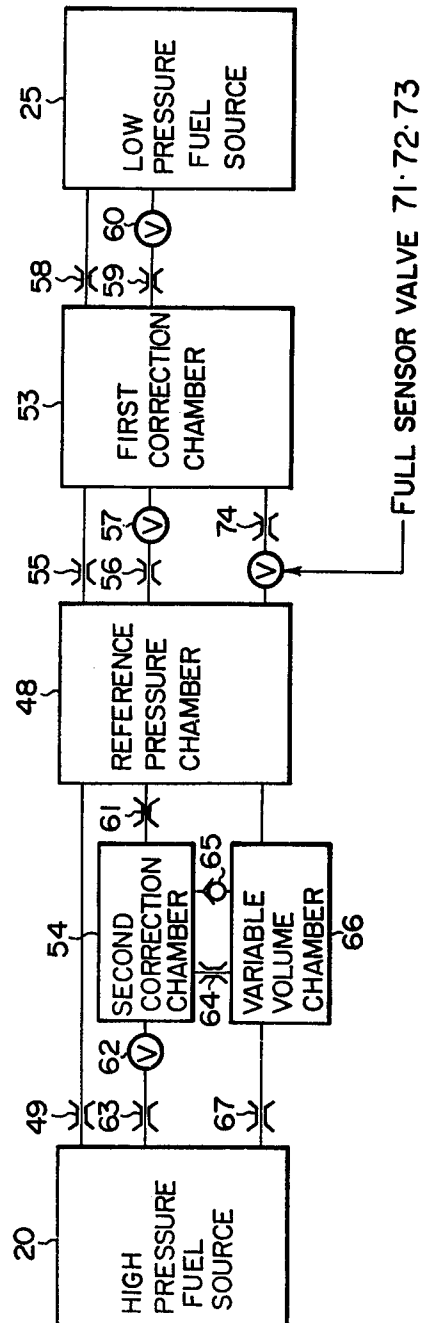 20
HIGH
PRESSURE
FUEL
SOURCE
49
63
62
67
54
SECOND
CORRECTION
CHAMBER
64
65
61
VARIABLE
VOLUME
CHAMBER
66
48
REFERENCE
PRESSURE
CHAMBER
55
56
57
74
FULL SENSOR VALVE 71·72·73
53
FIRST
CORRECTION
CHAMBER
58
59
60
25
LOW
PRESSURE
FUEL
SOURCE
V
V
V
V